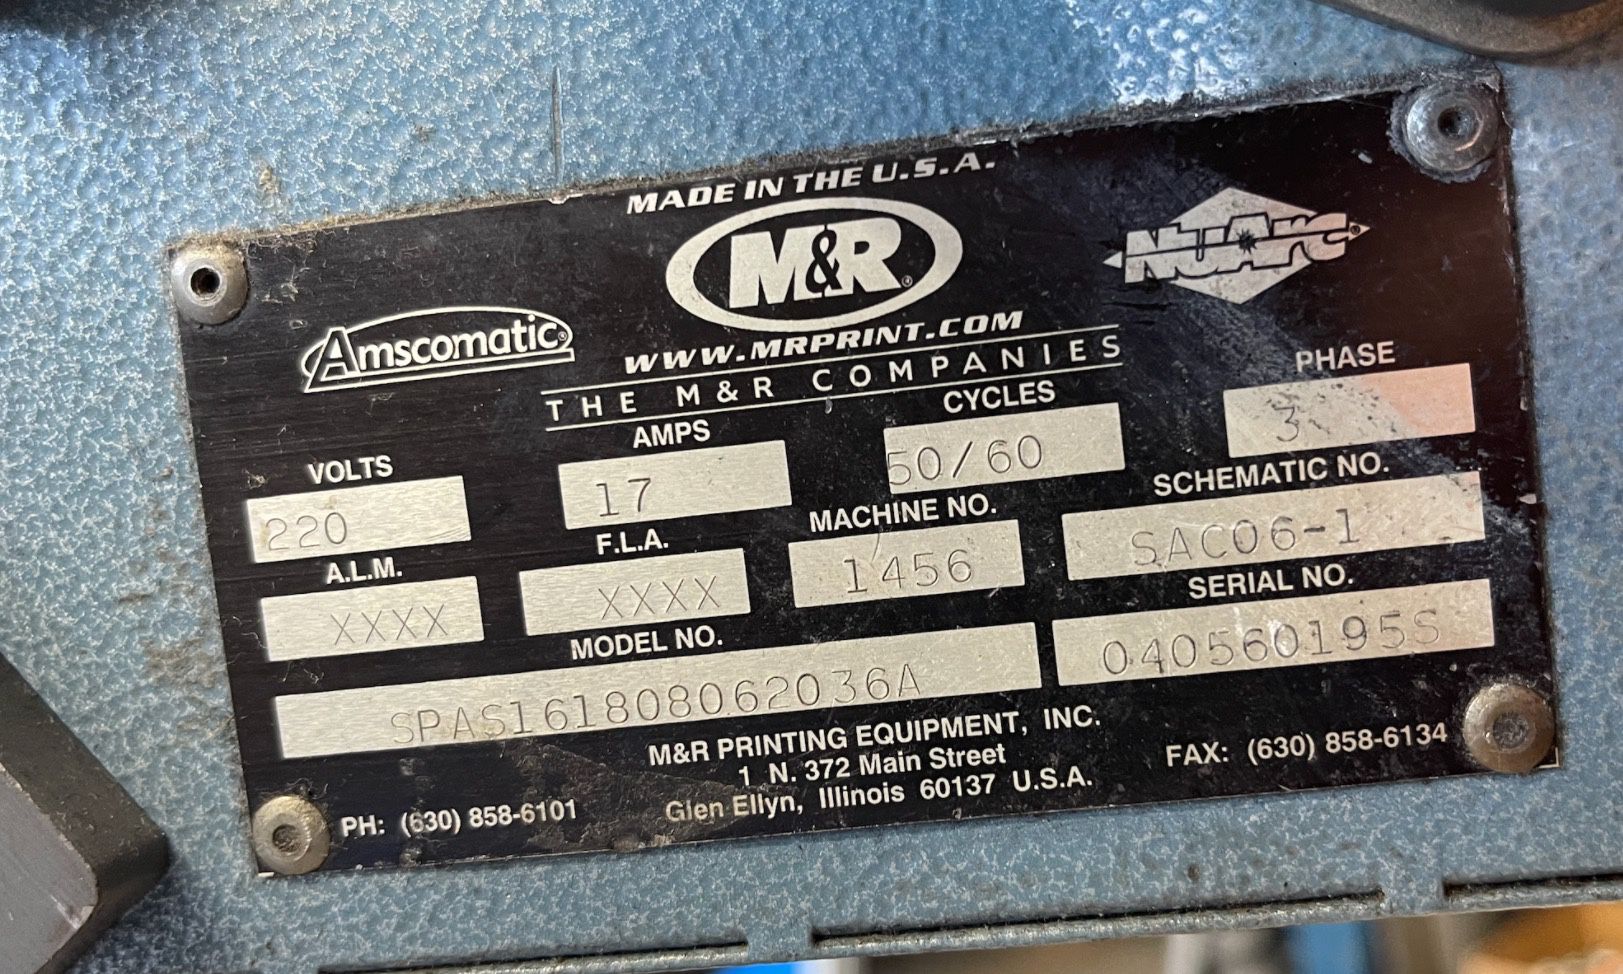 MADE IN THE U.S.A.
M&R®
NUARC®
Amscomatic®
WWW.MRPRINT.COM
THE M&R COMPANIES
VOLTS AMPS CYCLES PHASE
220 17 50/60 3
A.L.M. F.L.A. MACHINE NO. SCHEMATIC NO.
XXXX XXXX 1456 SAC06-1
MODEL NO. SERIAL NO.
SPAS161808062036A 040560195S
M&R PRINTING EQUIPMENT, INC.
1 N. 372 Main Street
Glen Ellyn, Illinois 60137 U.S.A.
PH: (630) 858-6101 FAX: (630) 858-6134